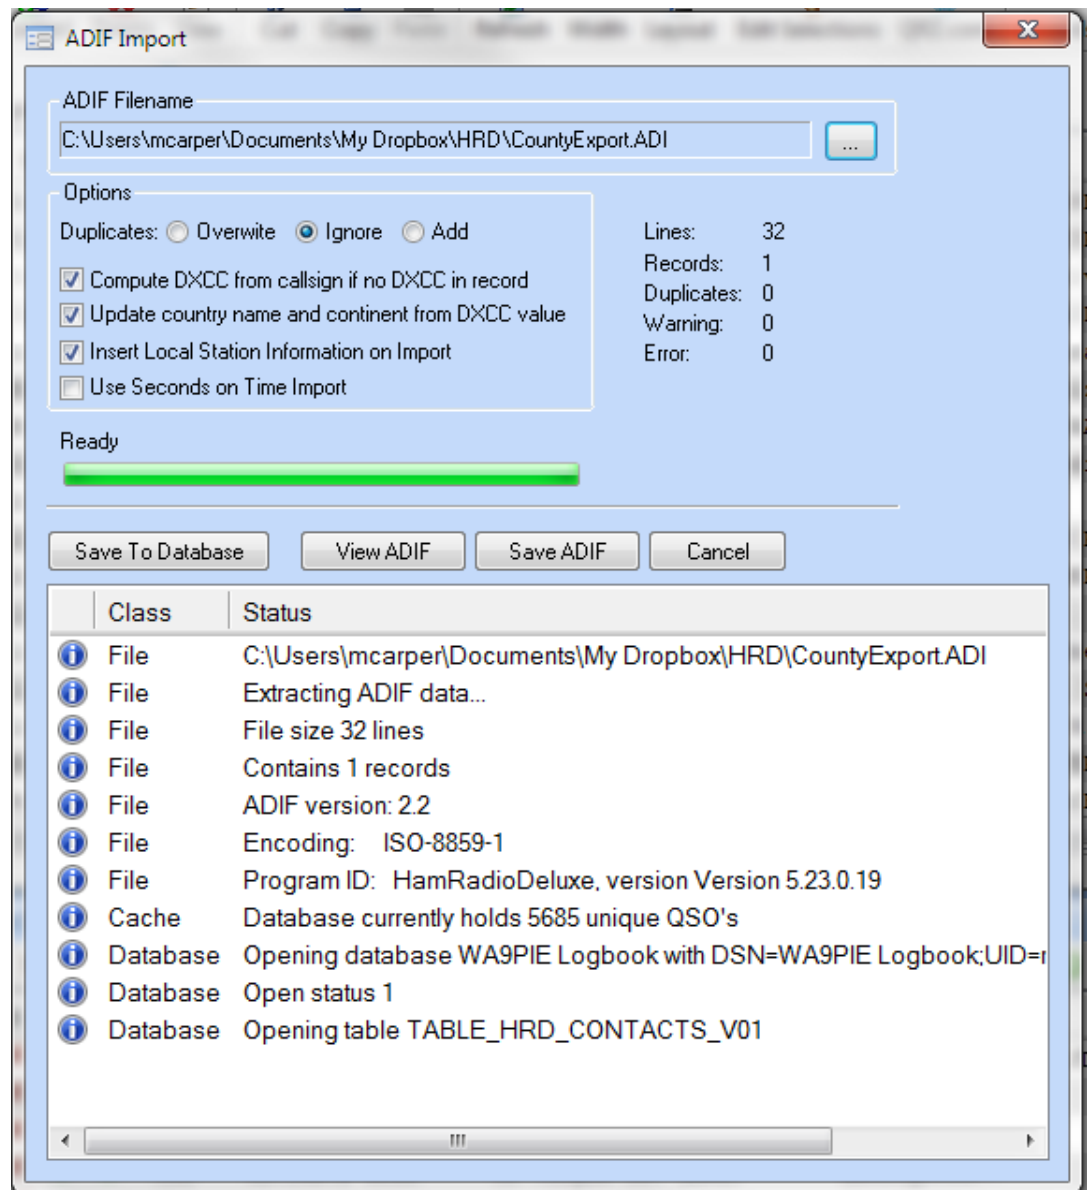 ADIF Import
ADIF Filename
C:\Users\mcarper\Documents\My Dropbox\HRD\CountyExport.ADI
...
Options
Duplicates: Overwite Ignore Add
Compute DXCC from callsign if no DXCC in record
Update country name and continent from DXCC value
Insert Local Station Information on Import
Use Seconds on Time Import
Lines: 32
Records: 1
Duplicates: 0
Warning: 0
Error: 0
Ready
Save To Database View ADIF Save ADIF Cancel
Class Status
File C:\Users\mcarper\Documents\My Dropbox\HRD\CountyExport.ADI
File Extracting ADIF data...
File File size 32 lines
File Contains 1 records
File ADIF version: 2.2
File Encoding: ISO-8859-1
File Program ID: HamRadioDeluxe, version Version 5.23.0.19
Cache Database currently holds 5685 unique QSO's
Database Opening database WA9PIE Logbook with DSN=WA9PIE Logbook;UID=
Database Open status 1
Database Opening table TABLE_HRD_CONTACTS_V01